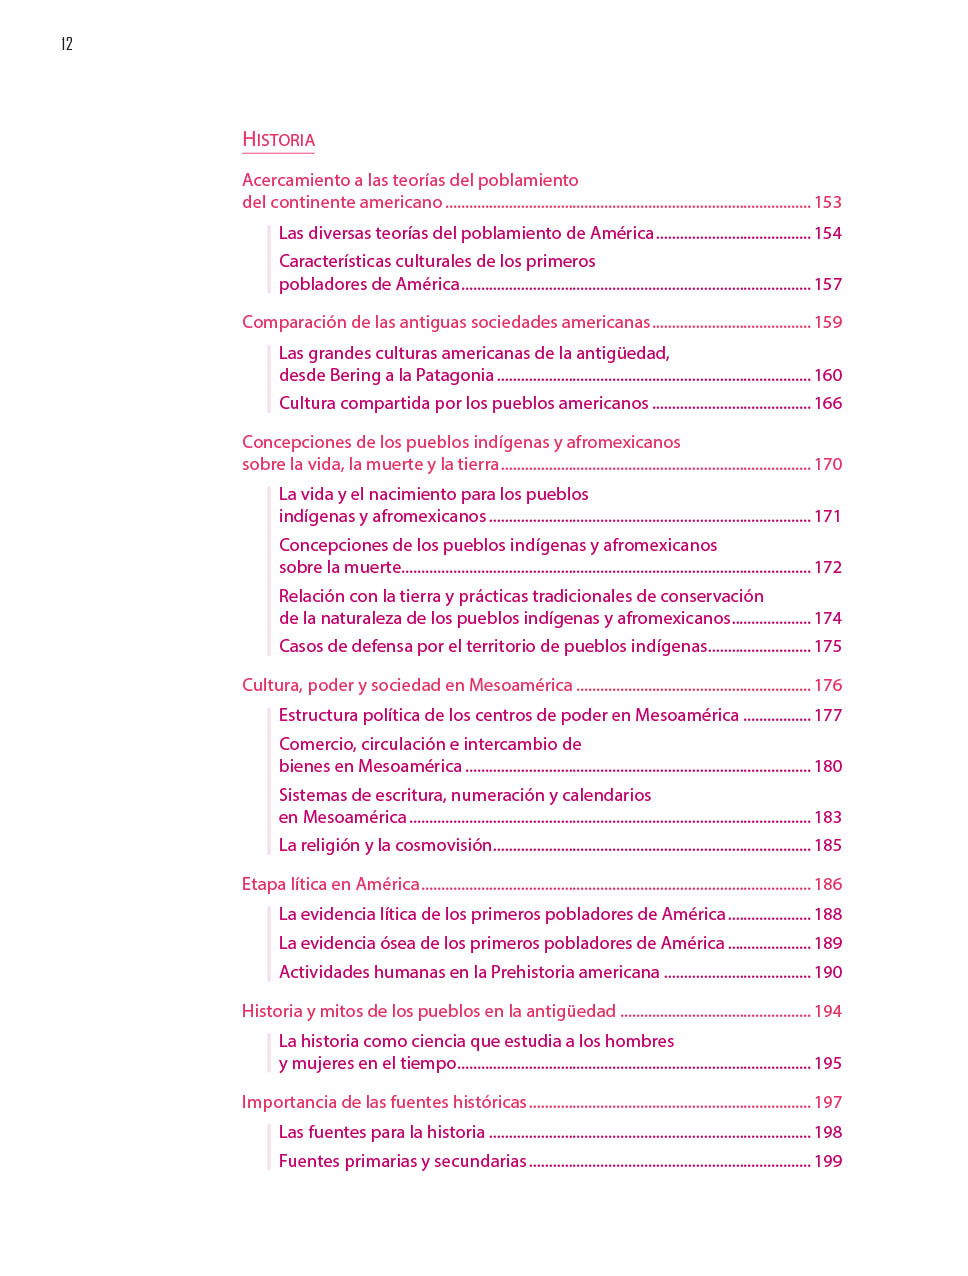 12
HISTORIA
Acercamiento a las teorías del poblamiento
del continente americano ............................................................................................ 153
Las diversas teorías del poblamiento de América ....................................... 154
Características culturales de los primeros
pobladores de América........................................................................................ 157
Comparación de las antiguas sociedades americanas ........................................ 159
Las grandes culturas americanas de la antigüedad,
desde Bering a la Patagonia ............................................................................... 160
Cultura compartida por los pueblos americanos ........................................ 166
Concepciones de los pueblos indígenas y afromexicanos
sobre la vida, la muerte y la tierra .............................................................................. 170
La vida y el nacimiento para los pueblos
indígenas y afromexicanos ................................................................................. 171
Concepciones de los pueblos indígenas y afromexicanos
sobre la muerte....................................................................................................... 172
Relación con la tierra y prácticas tradicionales de conservación
de la naturaleza de los pueblos indígenas y afromexicanos.................... 174
Casos de defensa por el territorio de pueblos indígenas.......................... 175
Cultura, poder y sociedad en Mesoamérica ........................................................... 176
Estructura política de los centros de poder en Mesoamérica ................. 177
Comercio, circulación e intercambio de
bienes en Mesoamérica ....................................................................................... 180
Sistemas de escritura, numeración y calendarios
en Mesoamérica ..................................................................................................... 183
La religión y la cosmovisión................................................................................ 185
Etapa lítica en América .................................................................................................. 186
La evidencia lítica de los primeros pobladores de América ..................... 188
La evidencia ósea de los primeros pobladores de América ..................... 189
Actividades humanas en la Prehistoria americana ..................................... 190
Historia y mitos de los pueblos en la antigüedad ................................................ 194
La historia como ciencia que estudia a los hombres
y mujeres en el tiempo......................................................................................... 195
Importancia de las fuentes históricas ....................................................................... 197
Las fuentes para la historia ................................................................................. 198
Fuentes primarias y secundarias ....................................................................... 199